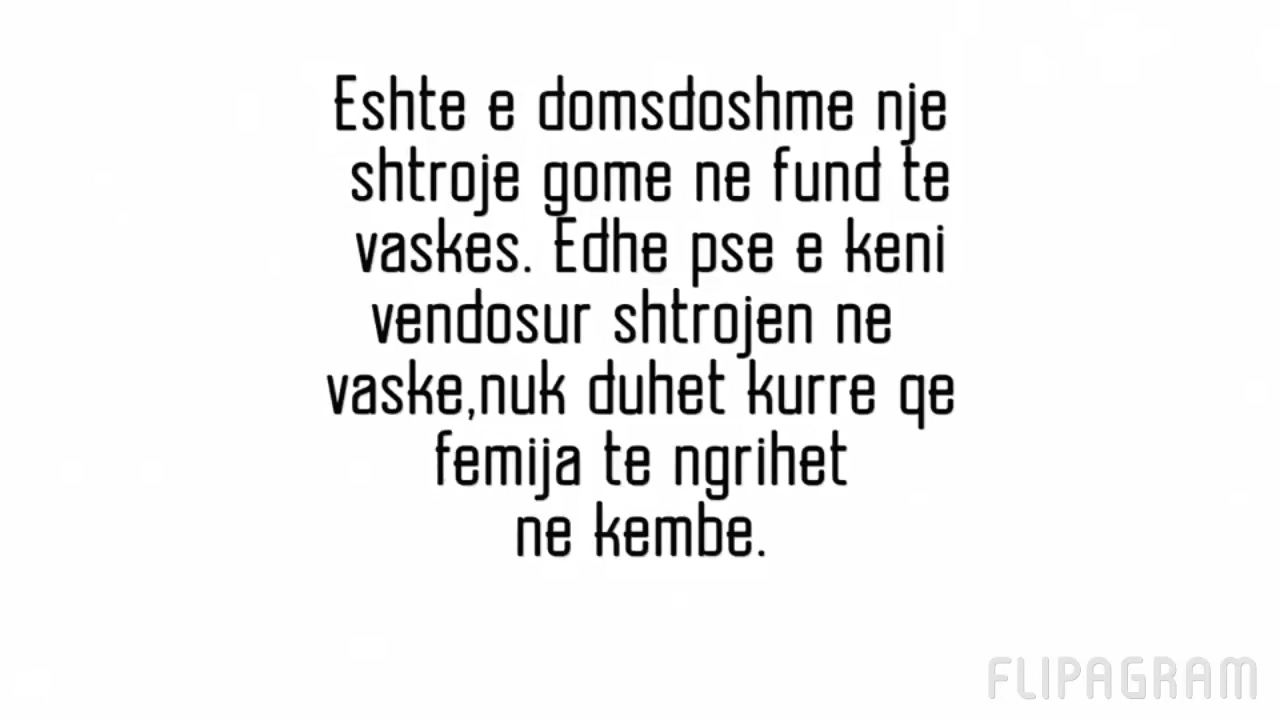 Eshte e domsdoshme nje
shtroje gome ne fund te
vaskes. Edhe pse e keni
vendosur shtrojen ne
vaske,nuk duhet kurre qe
femija te ngrihet
ne kembe.
FLIPAGRAM